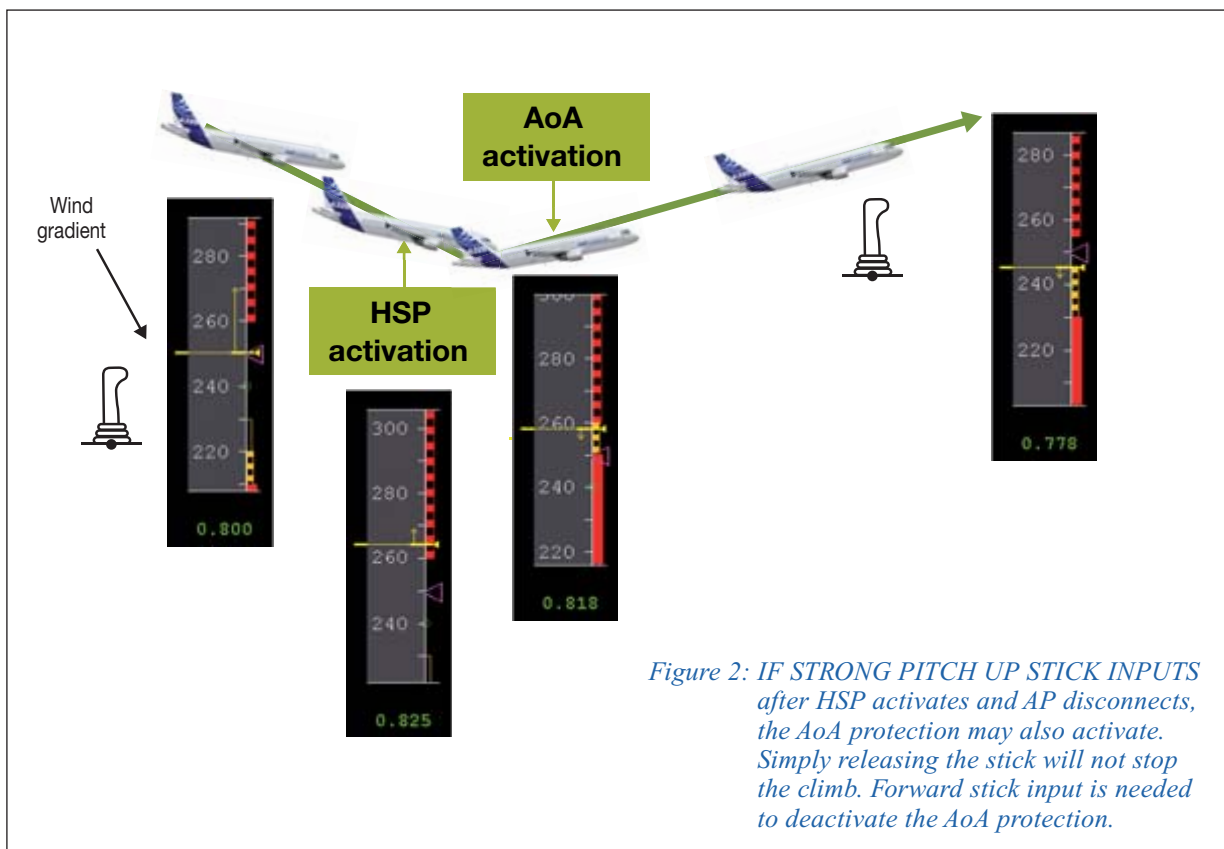 AoA
activation
Wind
gradient
HSP
activation
280
260
240
220
0.800
300
280
260
240
0.825
300
280
260
240
220
0.818
280
260
240
220
0.778
Figure 2: IF STRONG PITCH UP STICK INPUTS
after HSP activates and AP disconnects,
the AoA protection may also activate.
Simply releasing the stick will not stop
the climb. Forward stick input is needed
to deactivate the AoA protection.